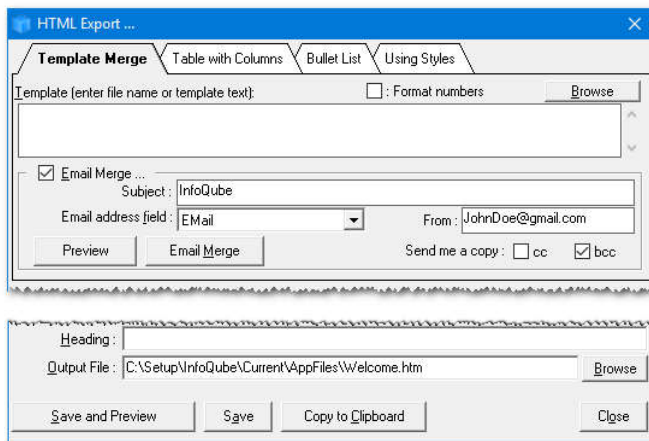 HTML Export ...
Template Merge Table with Columns Bullet List Using Styles
Template (enter file name or template text): : Format numbers Browse
Email Merge ...
Subject : InfoQube
Email address field : EMail From : JohnDoe@gmail.com
Preview Email Merge Send me a copy : cc bcc
Heading :
Output File : C:\Setup\InfoQube\Current\AppFiles\Welcome.htm Browse
Save and Preview Save Copy to Clipboard Close